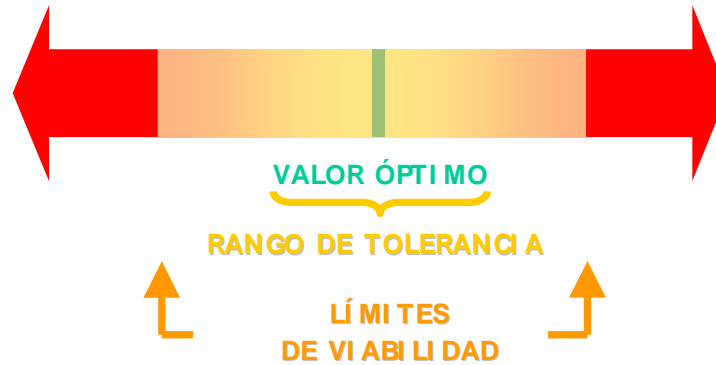 VALOR ÓPTIMO
RANGO DE TOLERANCIA
LÍMITES
DE VIABILIDAD